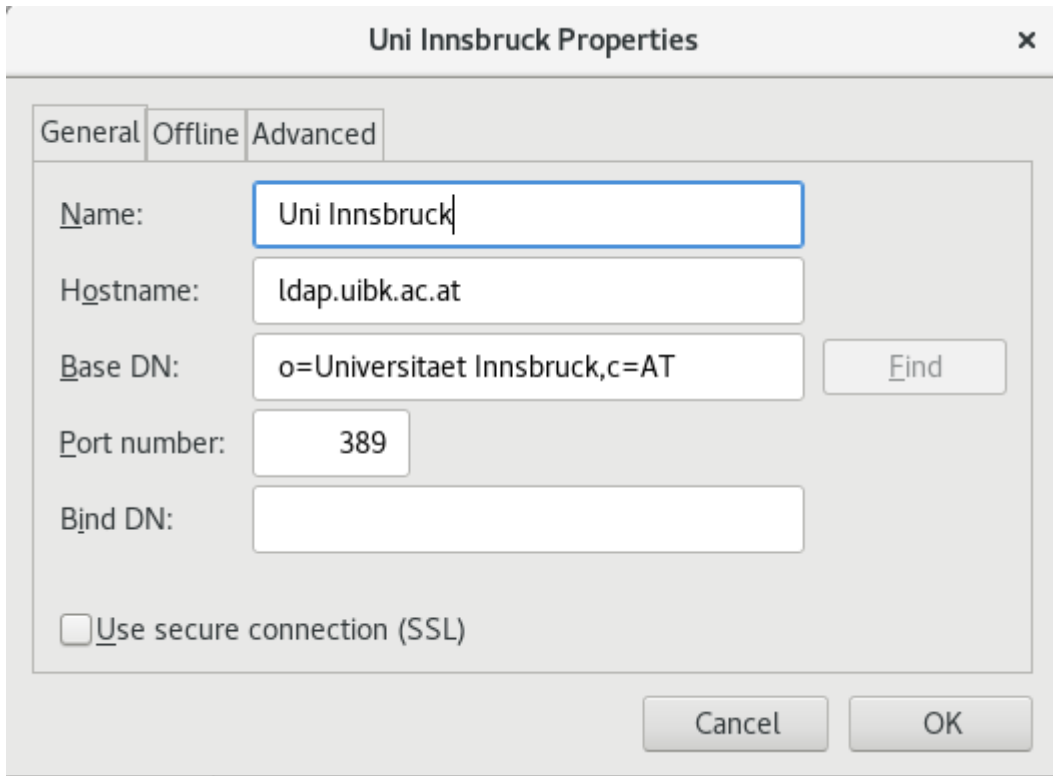 Uni Innsbruck Properties ×
General Offline Advanced
Name: Uni Innsbruck
Hostname: ldap.uibk.ac.at
Base DN: o=Universitaet Innsbruck,c=AT Find
Port number: 389
Bind DN:
Use secure connection (SSL)
Cancel OK